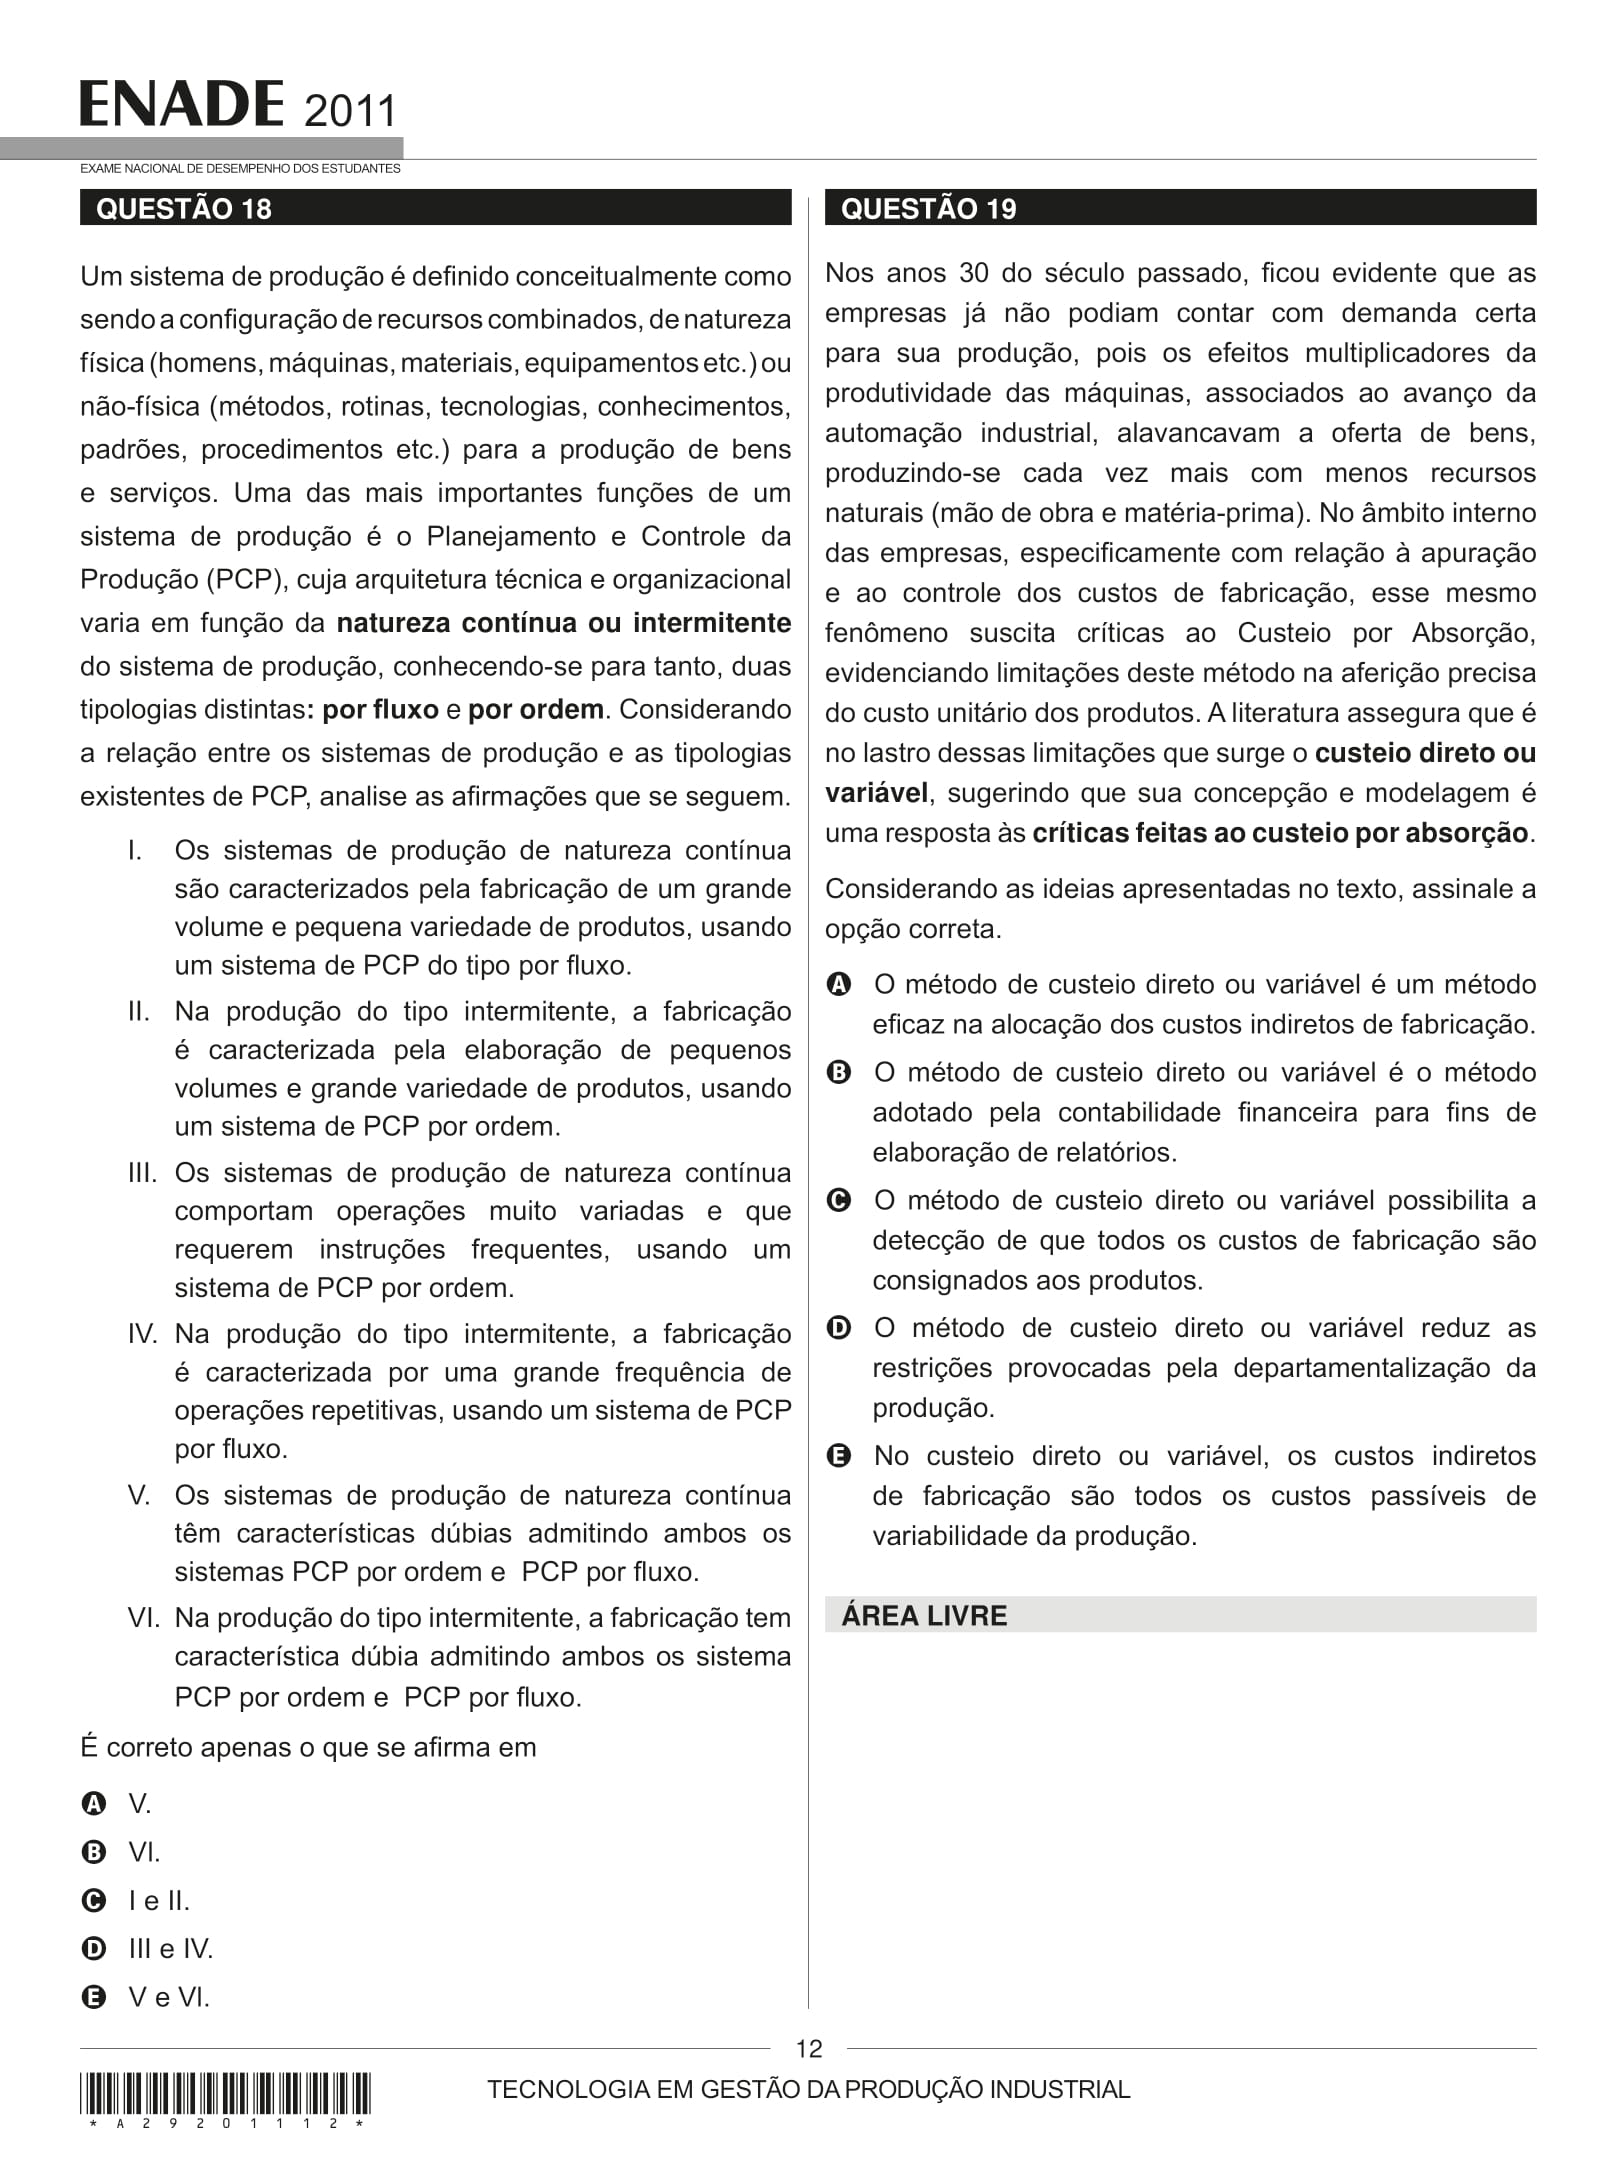 ENADE 2011
EXAME NACIONAL DE DESEMPENHO DOS ESTUDANTES
QUESTÃO 18
Um sistema de produção é definido conceitualmente como
sendo a configuração de recursos combinados, de natureza
física (homens, máquinas, materiais, equipamentos etc.) ou
não-física (métodos, rotinas, tecnologias, conhecimentos,
padrões, procedimentos etc.) para a produção de bens
e serviços. Uma das mais importantes funções de um
sistema de produção é o Planejamento e Controle da
Produção (PCP), cuja arquitetura técnica e organizacional
varia em função da natureza contínua ou intermitente
do sistema de produção, conhecendo-se para tanto, duas
tipologias distintas: por fluxo e por ordem. Considerando
a relação entre os sistemas de produção e as tipologias
existentes de PCP, analise as afirmações que se seguem.
I. Os sistemas de produção de natureza contínua
são caracterizados pela fabricação de um grande
volume e pequena variedade de produtos, usando
um sistema de PCP do tipo por fluxo.
II. Na produção do tipo intermitente, a fabricação
é caracterizada pela elaboração de pequenos
volumes e grande variedade de produtos, usando
um sistema de PCP por ordem.
III. Os sistemas de produção de natureza contínua
comportam operações muito variadas e que
requerem instruções frequentes, usando um
sistema de PCP por ordem.
IV. Na produção do tipo intermitente, a fabricação
é caracterizada por uma grande frequência de
operações repetitivas, usando um sistema de PCP
por fluxo.
V. Os sistemas de produção de natureza contínua
têm características dúbias admitindo ambos os
sistemas PCP por ordem e PCP por fluxo.
VI. Na produção do tipo intermitente, a fabricação tem
característica dúbia admitindo ambos os sistema
PCP por ordem e PCP por fluxo.
É correto apenas o que se afirma em
A V.
B VI.
C I e II.
D III e IV.
E V e VI.
QUESTÃO 19
Nos anos 30 do século passado, ficou evidente que as
empresas já não podiam contar com demanda certa
para sua produção, pois os efeitos multiplicadores da
produtividade das máquinas, associados ao avanço da
automação industrial, alavancavam a oferta de bens,
produzindo-se cada vez mais com menos recursos
naturais (mão de obra e matéria-prima). No âmbito interno
das empresas, especificamente com relação à apuração
e ao controle dos custos de fabricação, esse mesmo
fenômeno suscita críticas ao Custeio por Absorção,
evidenciando limitações deste método na aferição precisa
do custo unitário dos produtos. A literatura assegura que é
no lastro dessas limitações que surge o custeio direto ou
variável, sugerindo que sua concepção e modelagem é
uma resposta às críticas feitas ao custeio por absorção.
Considerando as ideias apresentadas no texto, assinale a
opção correta.
A O método de custeio direto ou variável é um método
eficaz na alocação dos custos indiretos de fabricação.
B O método de custeio direto ou variável é o método
adotado pela contabilidade financeira para fins de
elaboração de relatórios.
C O método de custeio direto ou variável possibilita a
detecção de que todos os custos de fabricação são
consignados aos produtos.
D O método de custeio direto ou variável reduz as
restrições provocadas pela departamentalização da
produção.
E No custeio direto ou variável, os custos indiretos
de fabricação são todos os custos passíveis de
variabilidade da produção.
ÁREA LIVRE
12
TECNOLOGIA EM GESTÃO DA PRODUÇÃO INDUSTRIAL
* A 2 9 2 0 1 1 1 2 *